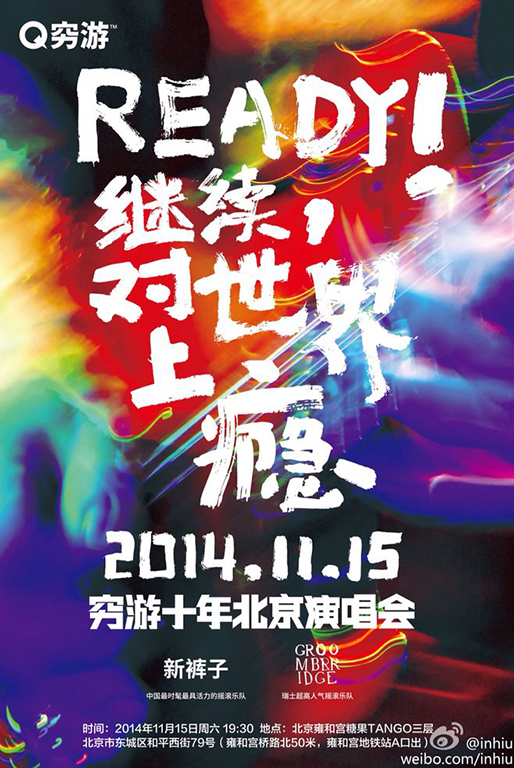 Q穷游™
READY!
继续,
对世界
上瘾
2014.11.15
穷游十年北京演唱会
新裤子
GROO
MBRR
IDGE
中国最时髦最具活力的摇滚乐队
瑞士超高人气摇滚乐队
时间：2014年11月15日周六 19:30 地点：北京雍和宫糖果TANGO三层
北京市东城区和平西街79号（雍和宫桥路北50米，雍和宫地铁站A口出）
@inhiu
weibo.com/inhiu